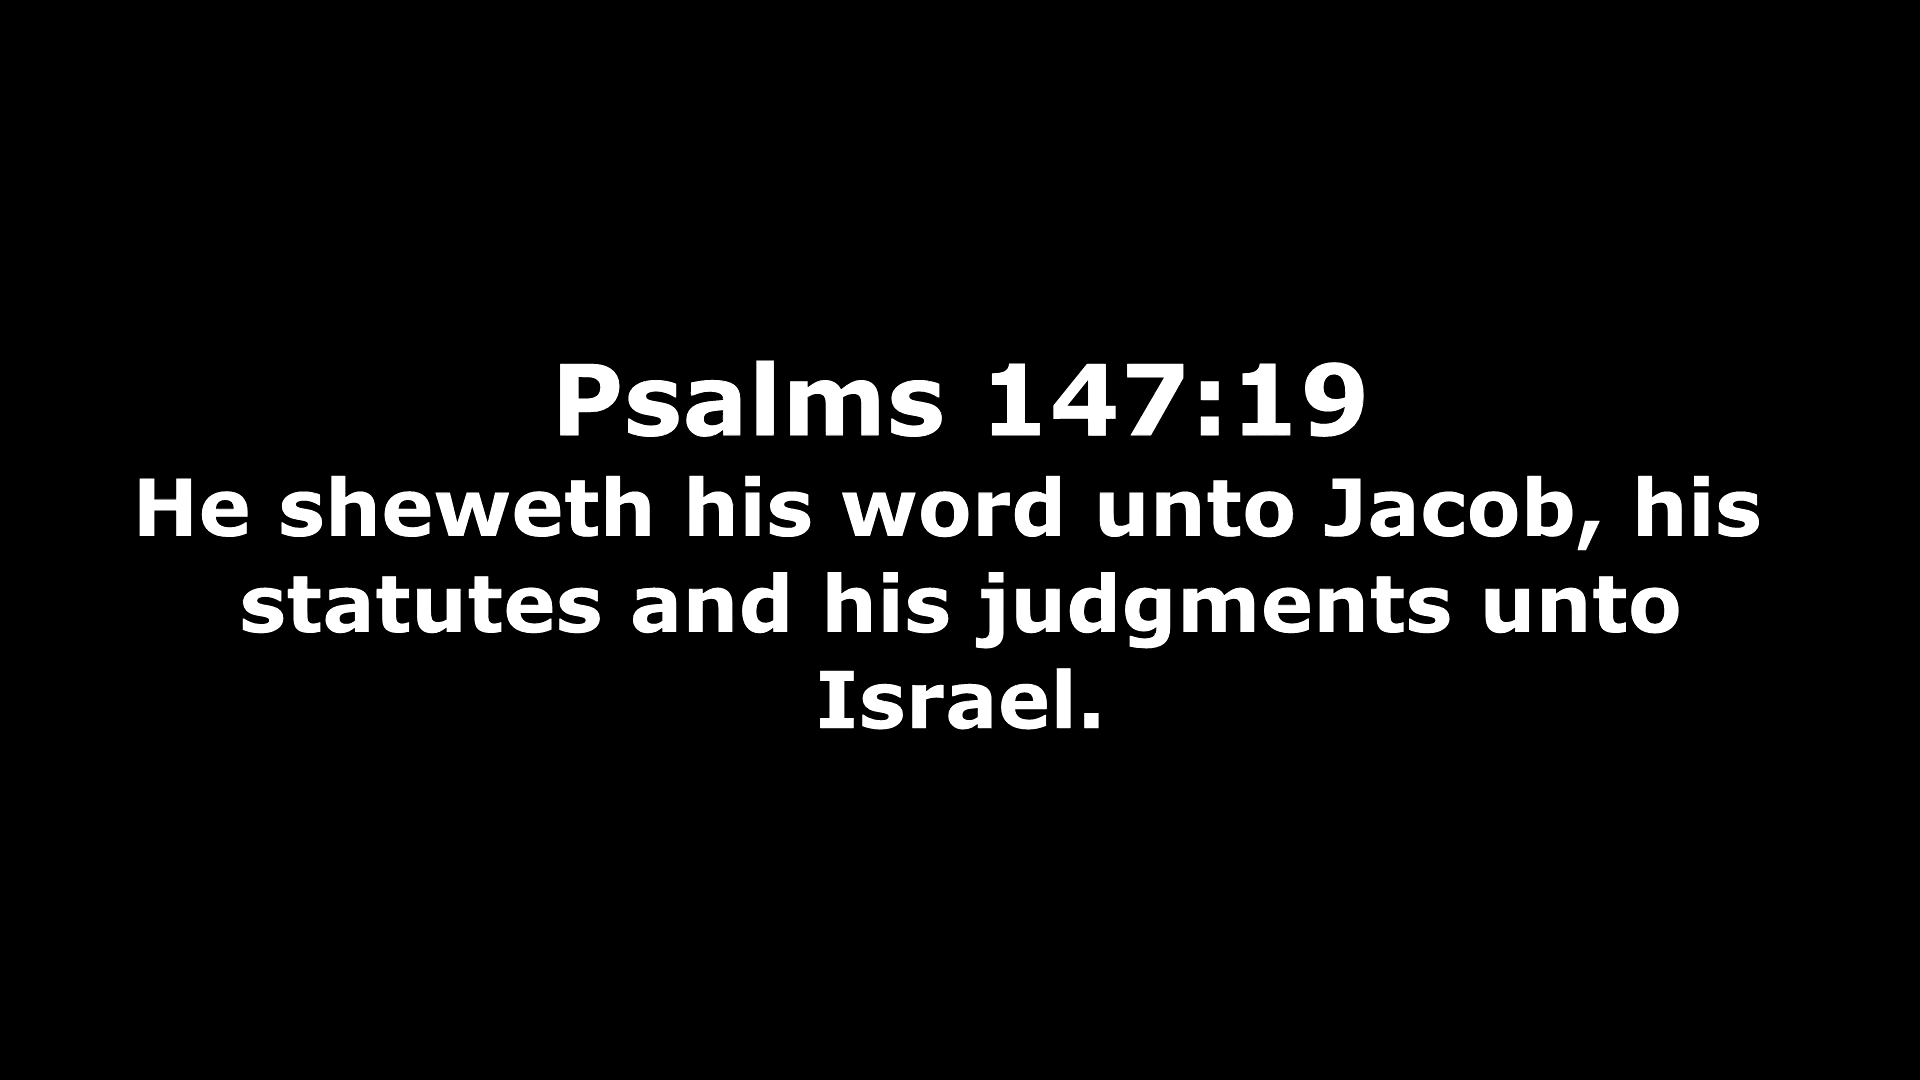 Psalms 147:19
He sheweth his word unto Jacob, his
statutes and his judgments unto
Israel.